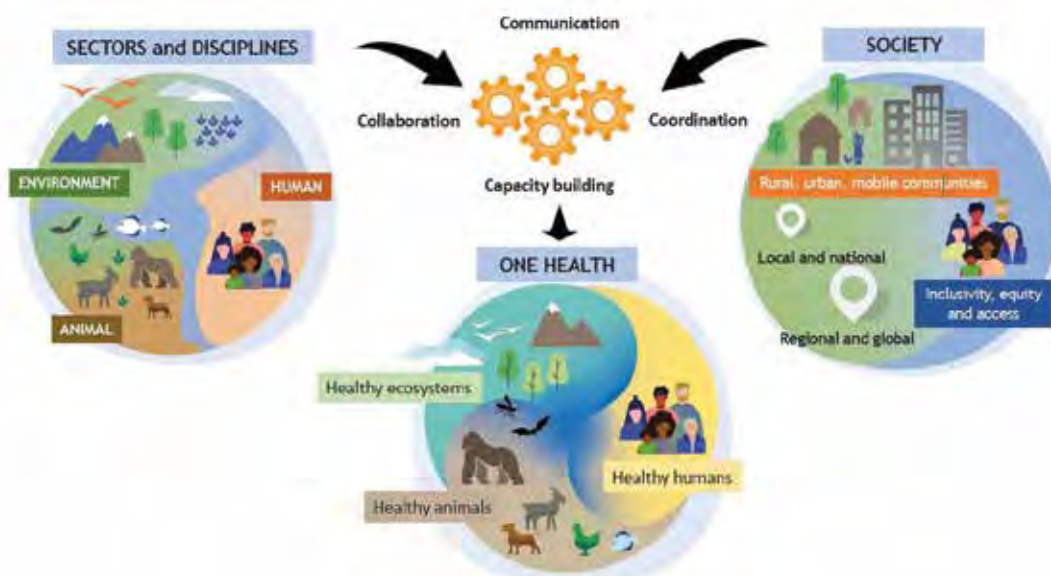 Communication
SECTORS and DISCIPLINES
SOCIETY
Collaboration
Coordination
Capacity building
ENVIRONMENT
HUMAN
ANIMAL
Rural, urban, mobile communities
Local and national
Inclusivity, equity
and access
Regional and global
ONE HEALTH
Healthy ecosystems
Healthy humans
Healthy animals